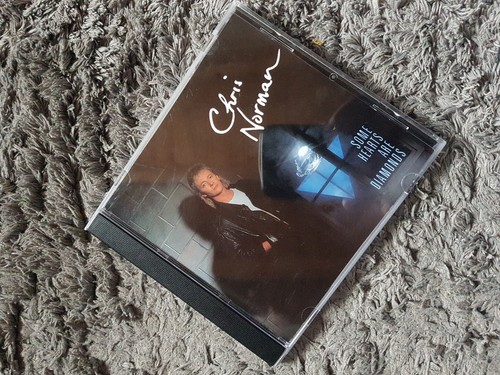 Chris
Norman
SOME
HEARTS
ARE
DIAMONDS